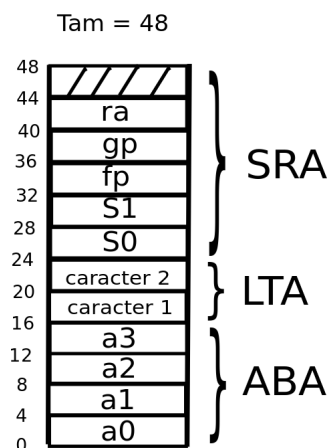 Tam = 48
48
44
ra
40
gp
36
fp
32
S1
28
S0
24
caracter 2
20
caracter 1
16
a3
12
a2
8
a1
4
a0
0
SRA
LTA
ABA